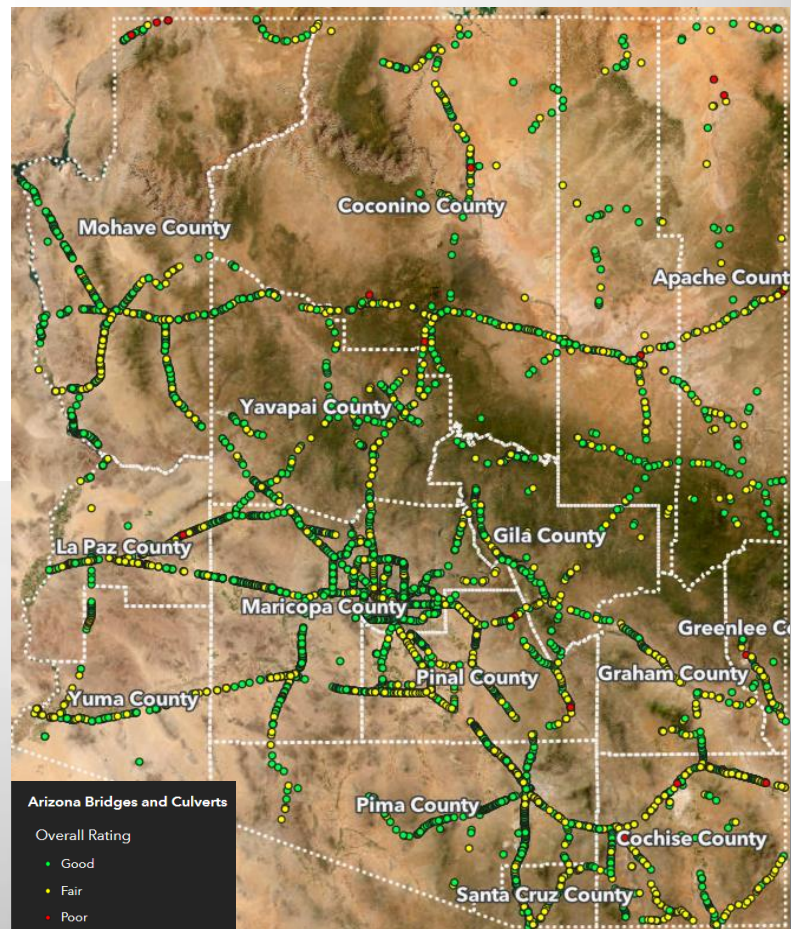 Coconino County
Mohave County
Apache Count
Yavapai County
Gila County
La Paz County
Maricopa County
Greenlee Co
Graham County
Pinal County
Yuma County
Pima County
Cochise County
Santa Cruz County
Arizona Bridges and Culverts
Overall Rating
Good
Fair
Poor